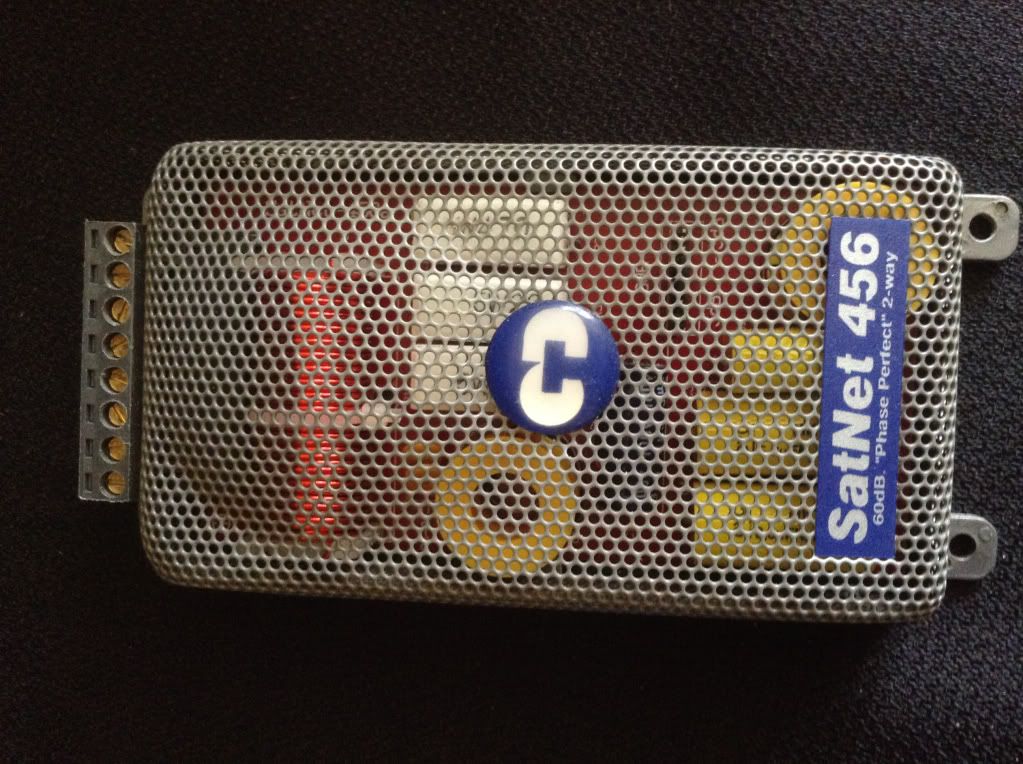 SatNet 456
60dB. "Phase Perfect" 2-way